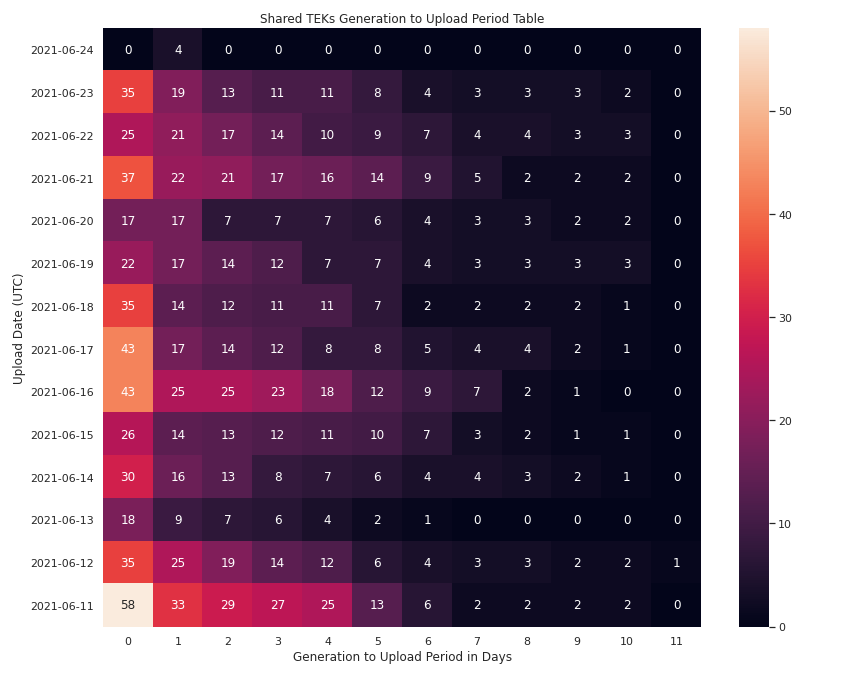 Shared TEKs Generation to Upload Period Table
Upload Date (UTC)
2021-06-24 0 4 0 0 0 0 0 0 0 0 0 0
2021-06-23 35 19 13 11 11 8 4 3 3 3 2 0
2021-06-22 25 21 17 14 10 9 7 4 4 3 3 0
2021-06-21 37 22 21 17 16 14 9 5 2 2 2 0
2021-06-20 17 17 7 7 7 6 4 3 3 2 2 0
2021-06-19 22 17 14 12 7 7 4 3 3 3 3 0
2021-06-18 35 14 12 11 11 7 2 2 2 2 1 0
2021-06-17 43 17 14 12 8 8 5 4 4 2 1 0
2021-06-16 43 25 25 23 18 12 9 7 2 1 0 0
2021-06-15 26 14 13 12 11 10 7 3 2 1 1 0
2021-06-14 30 16 13 8 7 6 4 4 3 2 1 0
2021-06-13 18 9 7 6 4 2 1 0 0 0 0 0
2021-06-12 35 25 19 14 12 6 4 3 3 2 2 1
2021-06-11 58 33 29 27 25 13 6 2 2 2 2 0
0 1 2 3 4 5 6 7 8 9 10 11
Generation to Upload Period in Days
50
40
30
20
10
0